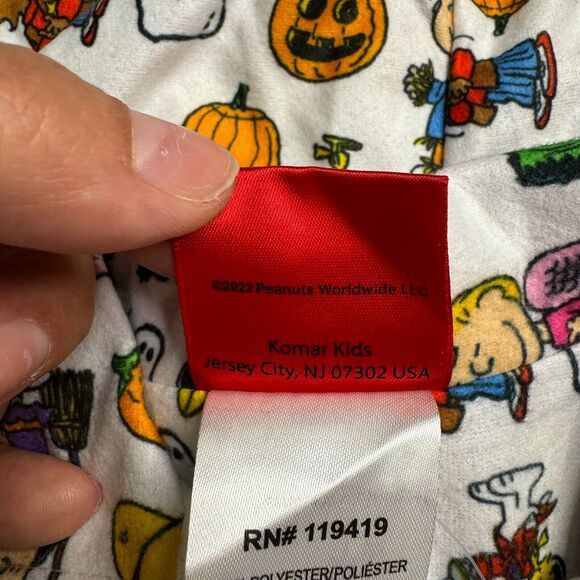 ©2022 Peanuts Worldwide LLC
Komar Kids
Jersey City, NJ 07302 USA
RN# 119419
POLYESTER/POLIÉSTER